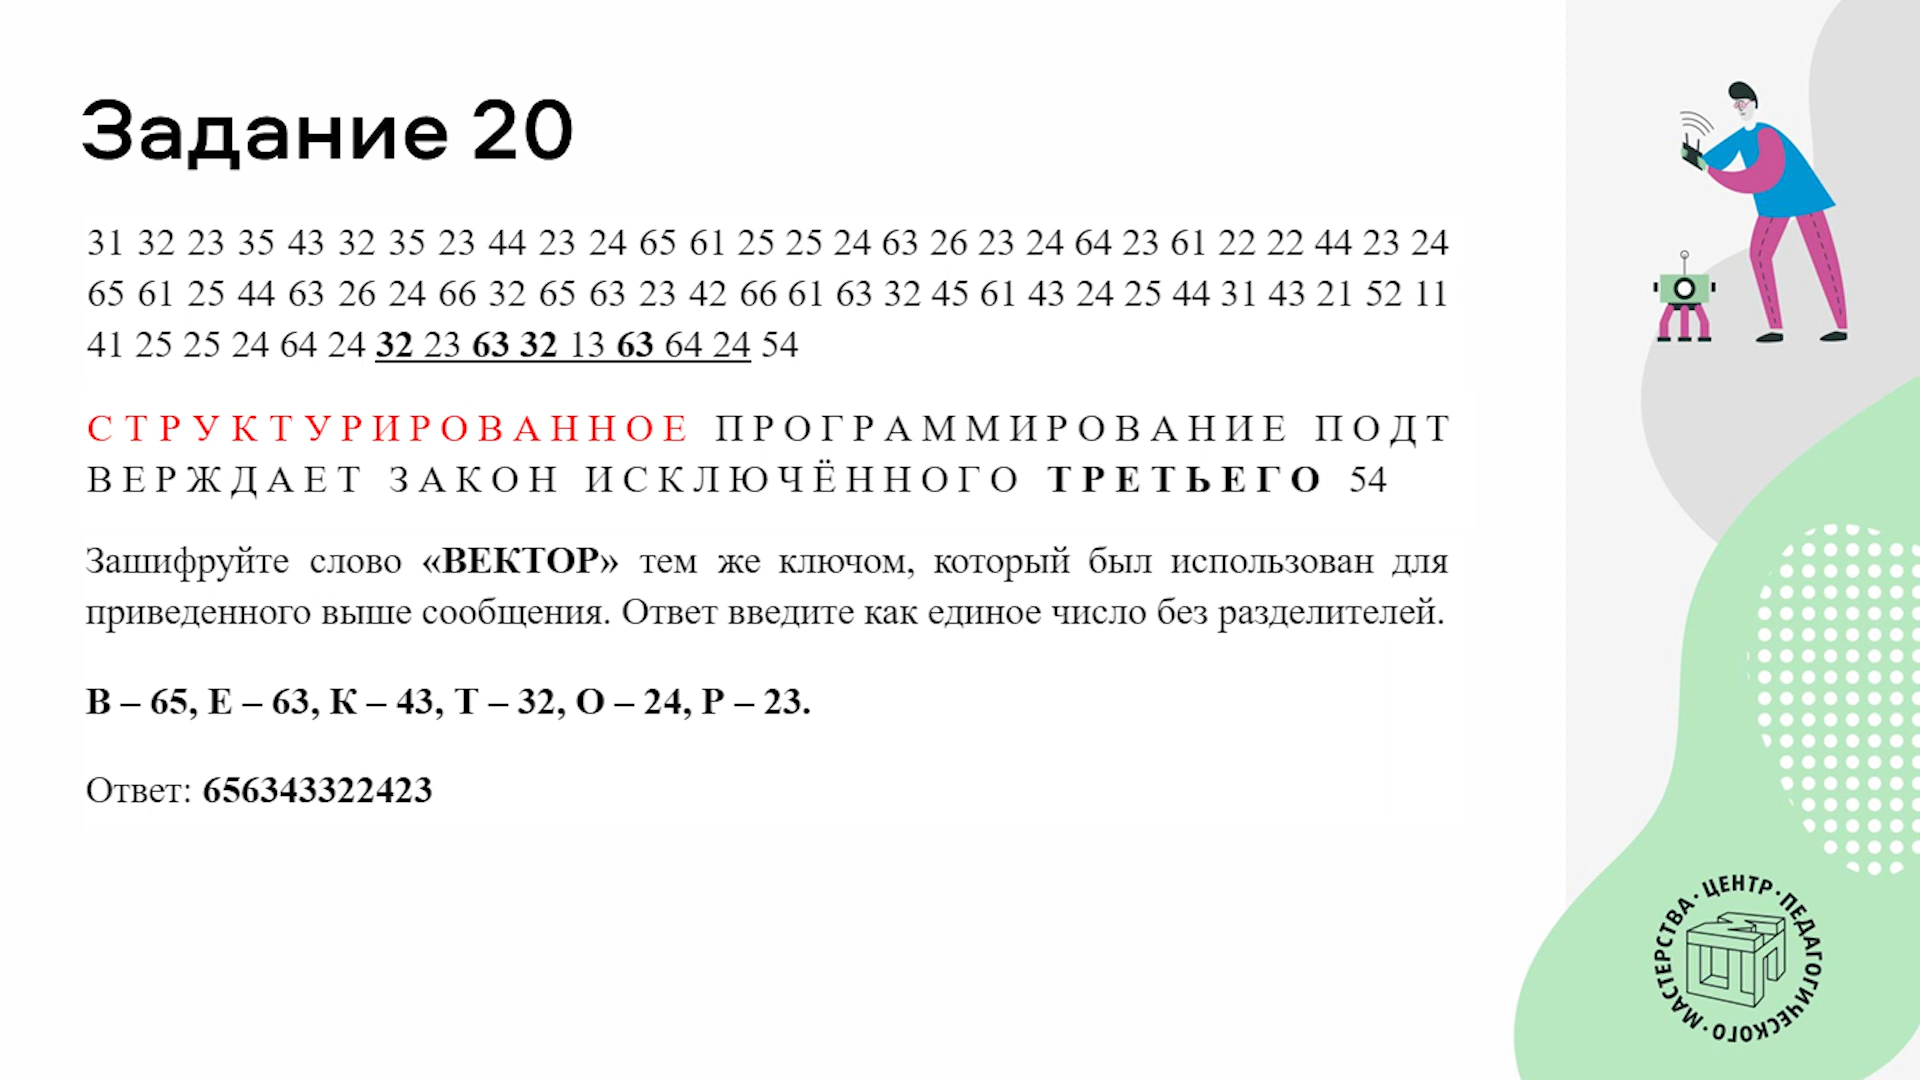 Задание 20
31 32 23 35 43 32 35 23 44 23 24 65 61 25 25 24 63 26 23 24 64 23 61 22 22 44 23 24
65 61 25 44 63 26 24 66 32 65 63 23 42 66 61 63 32 45 61 43 24 25 44 31 43 21 52 11
41 25 25 24 64 24 32 23 63 32 13 63 64 24 54
С Т Р У К Т У Р И Р О В А Н Н О Е П Р О Г Р А М М И Р О В А Н И Е П О Д Т
В Е Р Ж Д А Е Т З А К О Н И С К Л Ю Ч Ё Н Н О Г О Т Р Е Т Ь Е Г О 54
Зашифруйте слово «ВЕКТОР» тем же ключом, который был использован для
приведенного выше сообщения. Ответ введите как единое число без разделителей.
В – 65, Е – 63, К – 43, Т – 32, О – 24, Р – 23.
Ответ: 656343322423
ЦЕНТР · ПЕДАГОГИЧЕСКОГО · МАСТЕРСТВА ·